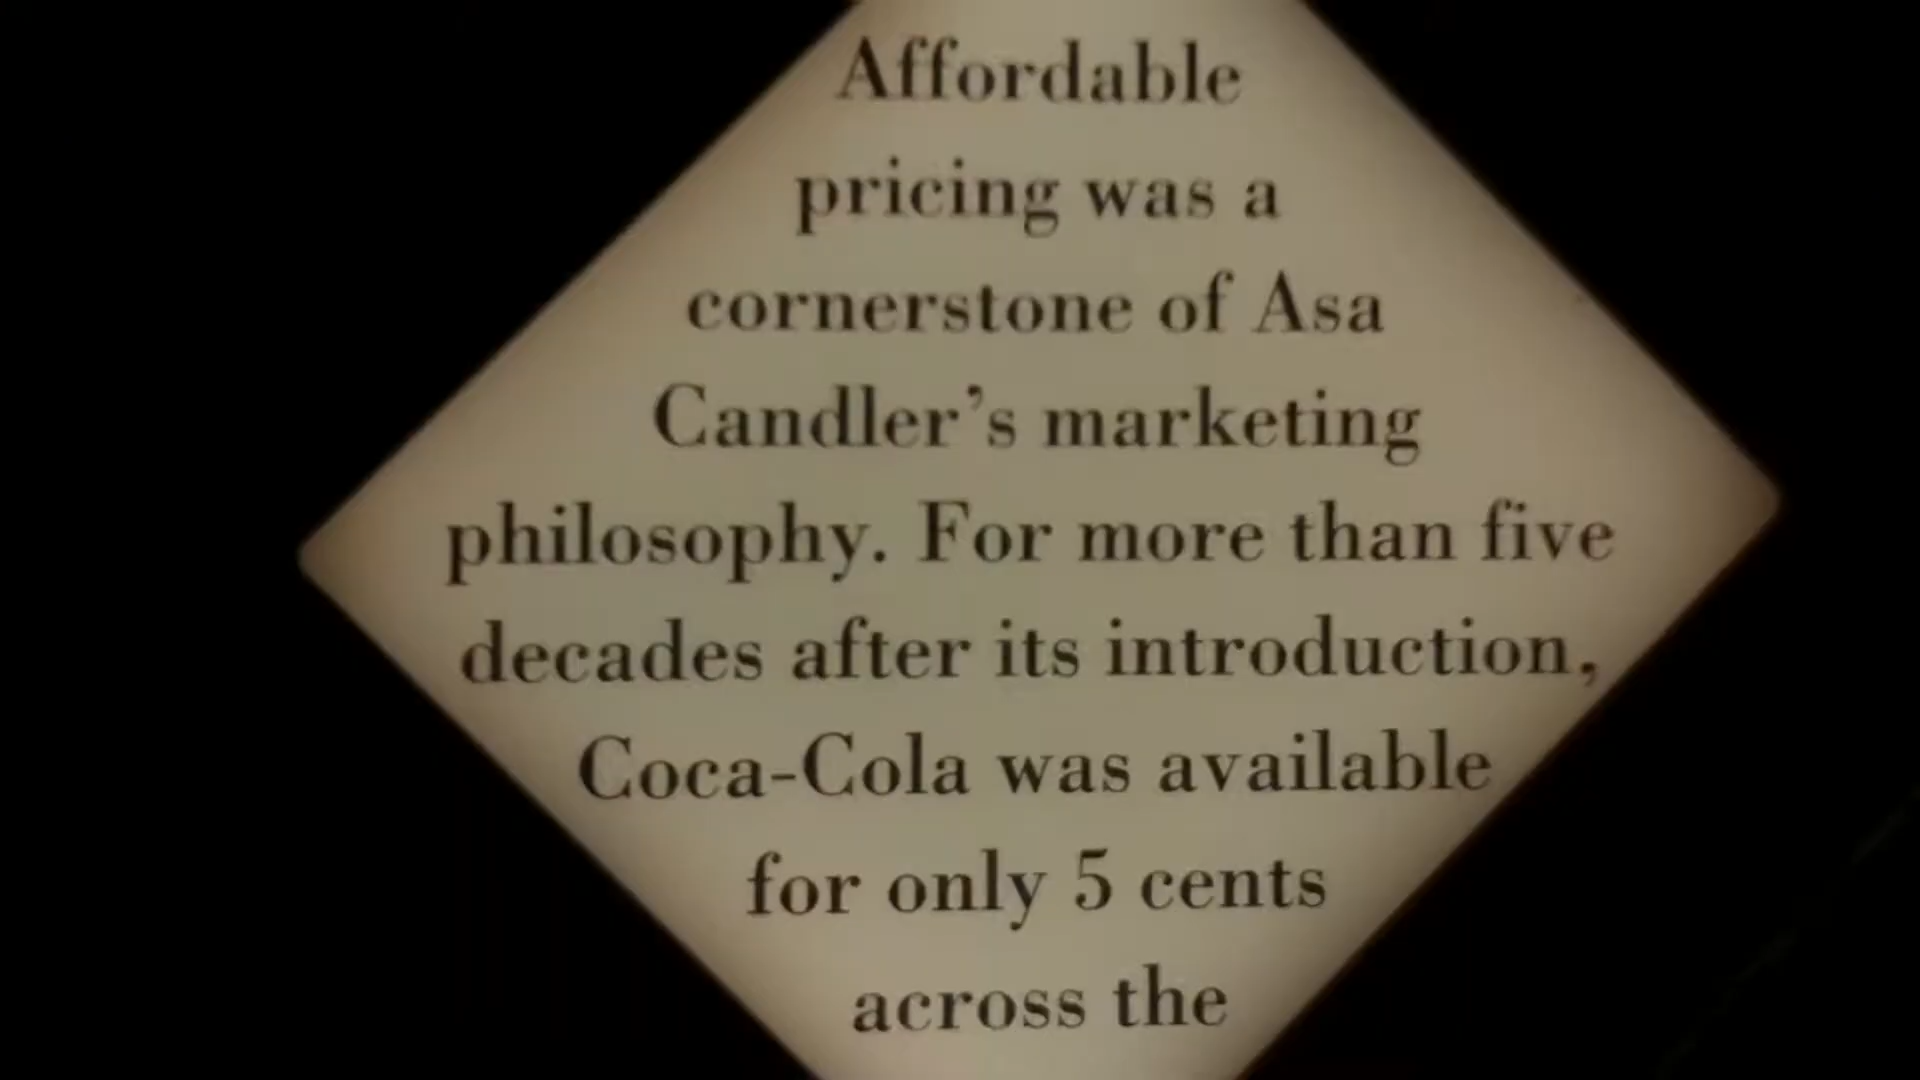 Affordable
pricing was a
cornerstone of Asa
Candler’s marketing
philosophy. For more than five
decades after its introduction,
Coca-Cola was available
for only 5 cents
across the